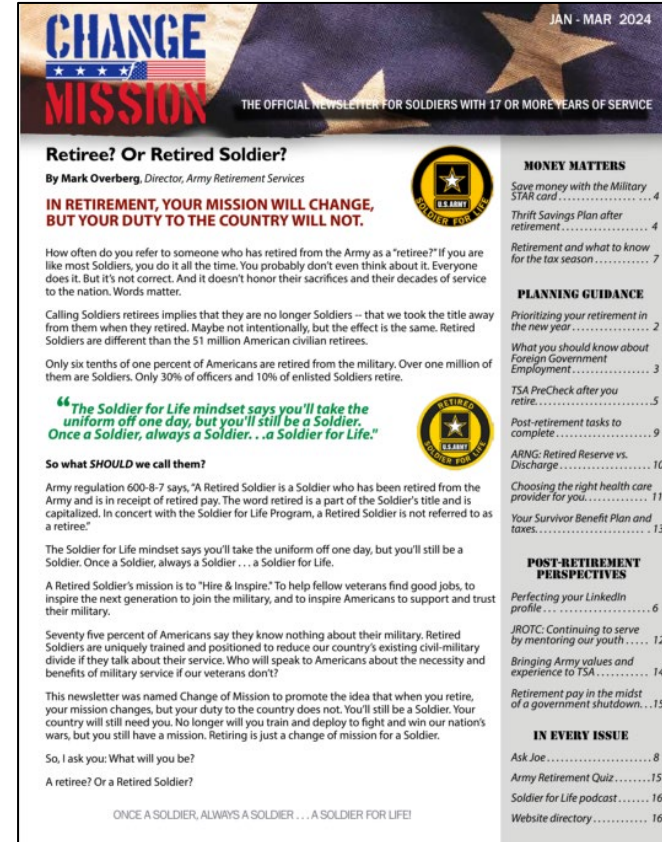 CHANGE
MISSION
JAN - MAR 2024
THE OFFICIAL NEWSLETTER FOR SOLDIERS WITH 17 OR MORE YEARS OF SERVICE
Retiree? Or Retired Soldier?
By Mark Overberg, Director, Army Retirement Services
IN RETIREMENT, YOUR MISSION WILL CHANGE,
BUT YOUR DUTY TO THE COUNTRY WILL NOT.
U.S.ARMY
SOLDIER FOR LIFE
How often do you refer to someone who has retired from the Army as a "retiree?" If you are
like most Soldiers, you do it all the time. You probably don't even think about it. Everyone
does it. But it's not correct. And it doesn't honor their sacrifices and their decades of service
to the nation. Words matter.
Calling Soldiers retirees implies that they are no longer Soldiers -- that we took the title away
from them when they retired. Maybe not intentionally, but the effect is the same. Retired
Soldiers are different than the 51 million American civilian retirees.
Only six tenths of one percent of Americans are retired from the military. Over one million of
them are Soldiers. Only 30% of officers and 10% of enlisted Soldiers retire.
“The Soldier for Life mindset says you'll take the
uniform off one day, but you'll still be a Soldier.
Once a Soldier, always a Soldier. . .a Soldier for Life."
RETIRED
U.S.ARMY
SOLDIER FOR LIFE
So what SHOULD we call them?
Army regulation 600-8-7 says, "A Retired Soldier is a Soldier who has been retired from the
Army and is in receipt of retired pay. The word retired is a part of the Soldier's title and is
capitalized. In concert with the Soldier for Life Program, a Retired Soldier is not referred to as
a retiree."
The Soldier for Life mindset says you'll take the uniform off one day, but you'll still be a
Soldier. Once a Soldier, always a Soldier . . . a Soldier for Life.
A Retired Soldier's mission is to "Hire & Inspire." To help fellow veterans find good jobs, to
inspire the next generation to join the military, and to inspire Americans to support and trust
their military.
Seventy five percent of Americans say they know nothing about their military. Retired
Soldiers are uniquely trained and positioned to reduce our country's existing civil-military
divide if they talk about their service. Who will speak to Americans about the necessity and
benefits of military service if our veterans don't?
This newsletter was named Change of Mission to promote the idea that when you retire,
your mission changes, but your duty to the country does not. You'll still be a Soldier. Your
country will still need you. No longer will you train and deploy to fight and win our nation's
wars, but you still have a mission. Retiring is just a change of mission for a Soldier.
So, I ask you: What will you be?
A retiree? Or a Retired Soldier?
ONCE A SOLDIER, ALWAYS A SOLDIER . . . A SOLDIER FOR LIFE!
MONEY MATTERS
Save money with the Military
STAR card . . . . . . . . . . . . . . . . . . . 4
Thrift Savings Plan after
retirement . . . . . . . . . . . . . . . . . . . 4
Retirement and what to know
for the tax season . . . . . . . . . . . . 7
PLANNING GUIDANCE
Prioritizing your retirement in
the new year . . . . . . . . . . . . . . . . . 2
What you should know about
Foreign Government
Employment . . . . . . . . . . . . . . . . . 3
TSA PreCheck after you
retire. . . . . . . . . . . . . . . . . . . . . . . .5
Post-retirement tasks to
complete . . . . . . . . . . . . . . . . . . . . 9
ARNG: Retired Reserve vs.
Discharge . . . . . . . . . . . . . . . . . . . 10
Choosing the right health care
provider for you. . . . . . . . . . . . . 11
Your Survivor Benefit Plan and
taxes. . . . . . . . . . . . . . . . . . . . . . . 13
POST-RETIREMENT
PERSPECTIVES
Perfecting your LinkedIn
profile . . . . . . . . . . . . . . . . . . . . . . 6
JROTC: Continuing to serve
by mentoring our youth . . . . . 12
Bringing Army values and
experience to TSA . . . . . . . . . . . 14
Retirement pay in the midst
of a government shutdown. . .15
IN EVERY ISSUE
Ask Joe . . . . . . . . . . . . . . . . . . . . . . 8
Army Retirement Quiz . . . . . . . .15
Soldier for Life podcast . . . . . . . 16
Website directory . . . . . . . . . . . . 16